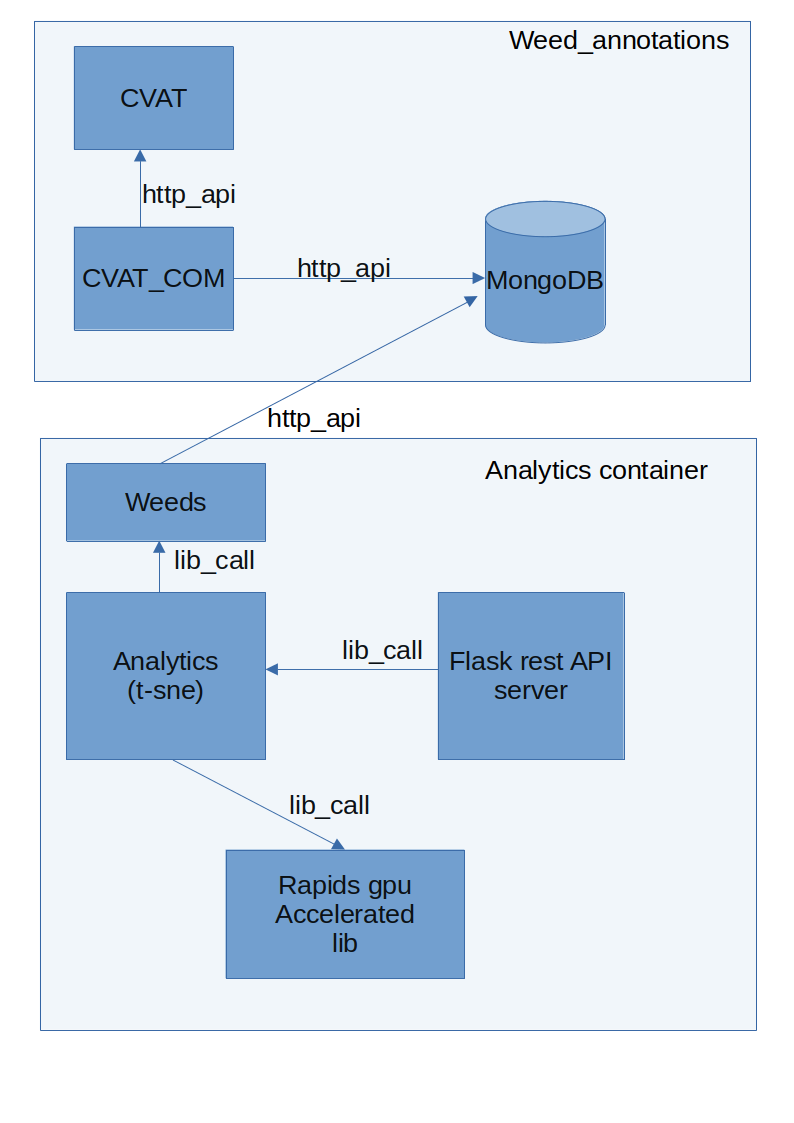 Weed_annotations
CVAT
http_api
CVAT_COM
http_api
MongoDB
http_api
Analytics container
Weeds
lib_call
Analytics
(t-sne)
lib_call
Flask rest API
server
lib_call
Rapids gpu
Accelerated
lib